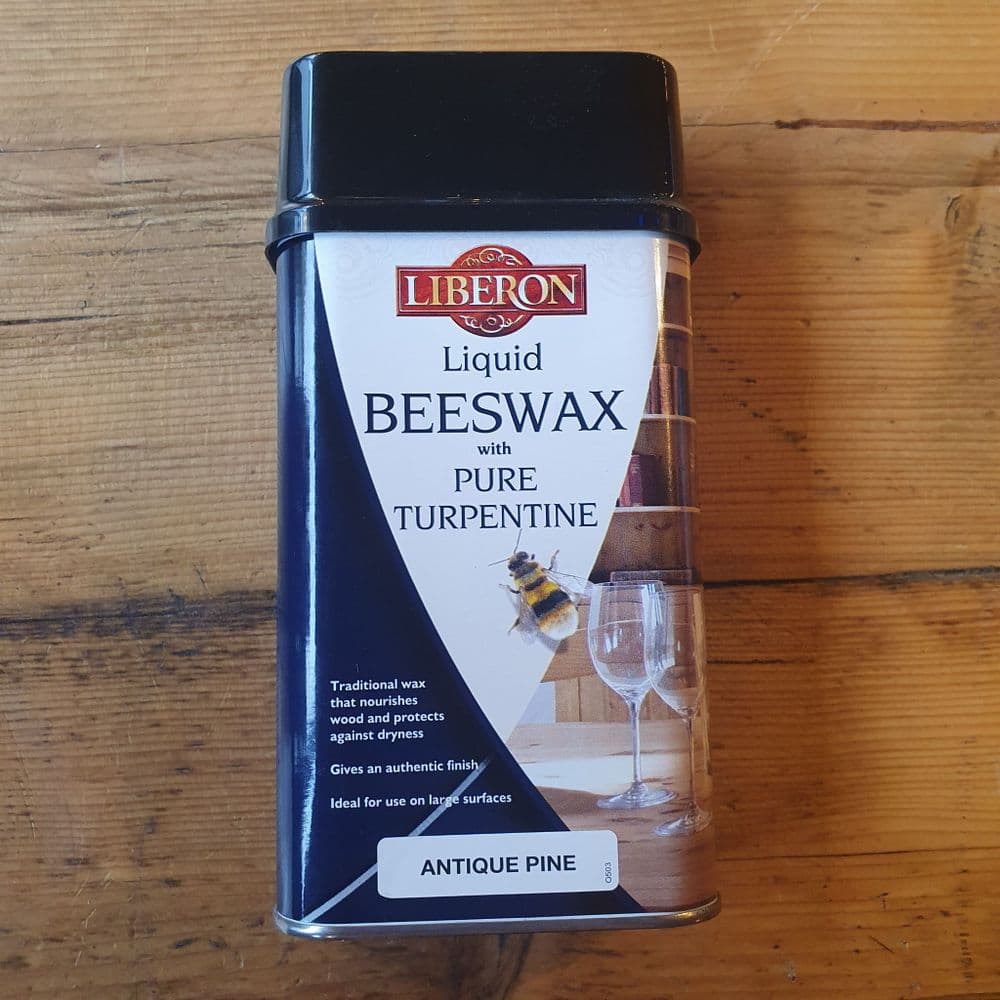 LIBERON
Liquid
BEESWAX
with
PURE
TURPENTINE
Traditional wax
that nourishes
wood and protects
against dryness
Gives an authentic finish
Ideal for use on large surfaces
ANTIQUE PINE
O503